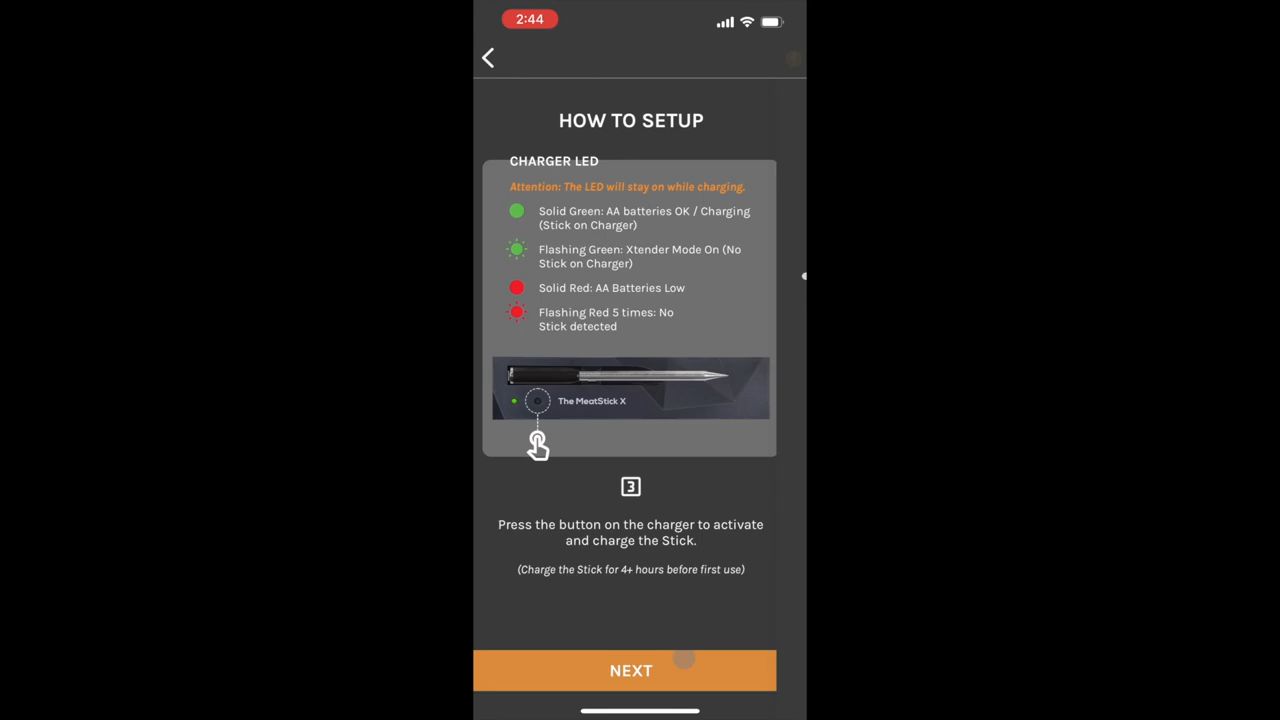 2:44
HOW TO SETUP
CHARGER LED
Attention: The LED will stay on while charging.
Solid Green: AA batteries OK / Charging
(Stick on Charger)
Flashing Green: Xtender Mode On (No
Stick on Charger)
Solid Red: AA Batteries Low
Flashing Red 5 times: No
Stick detected
The MeatStick X
3
Press the button on the charger to activate
and charge the Stick.
(Charge the Stick for 4+ hours before first use)
NEXT